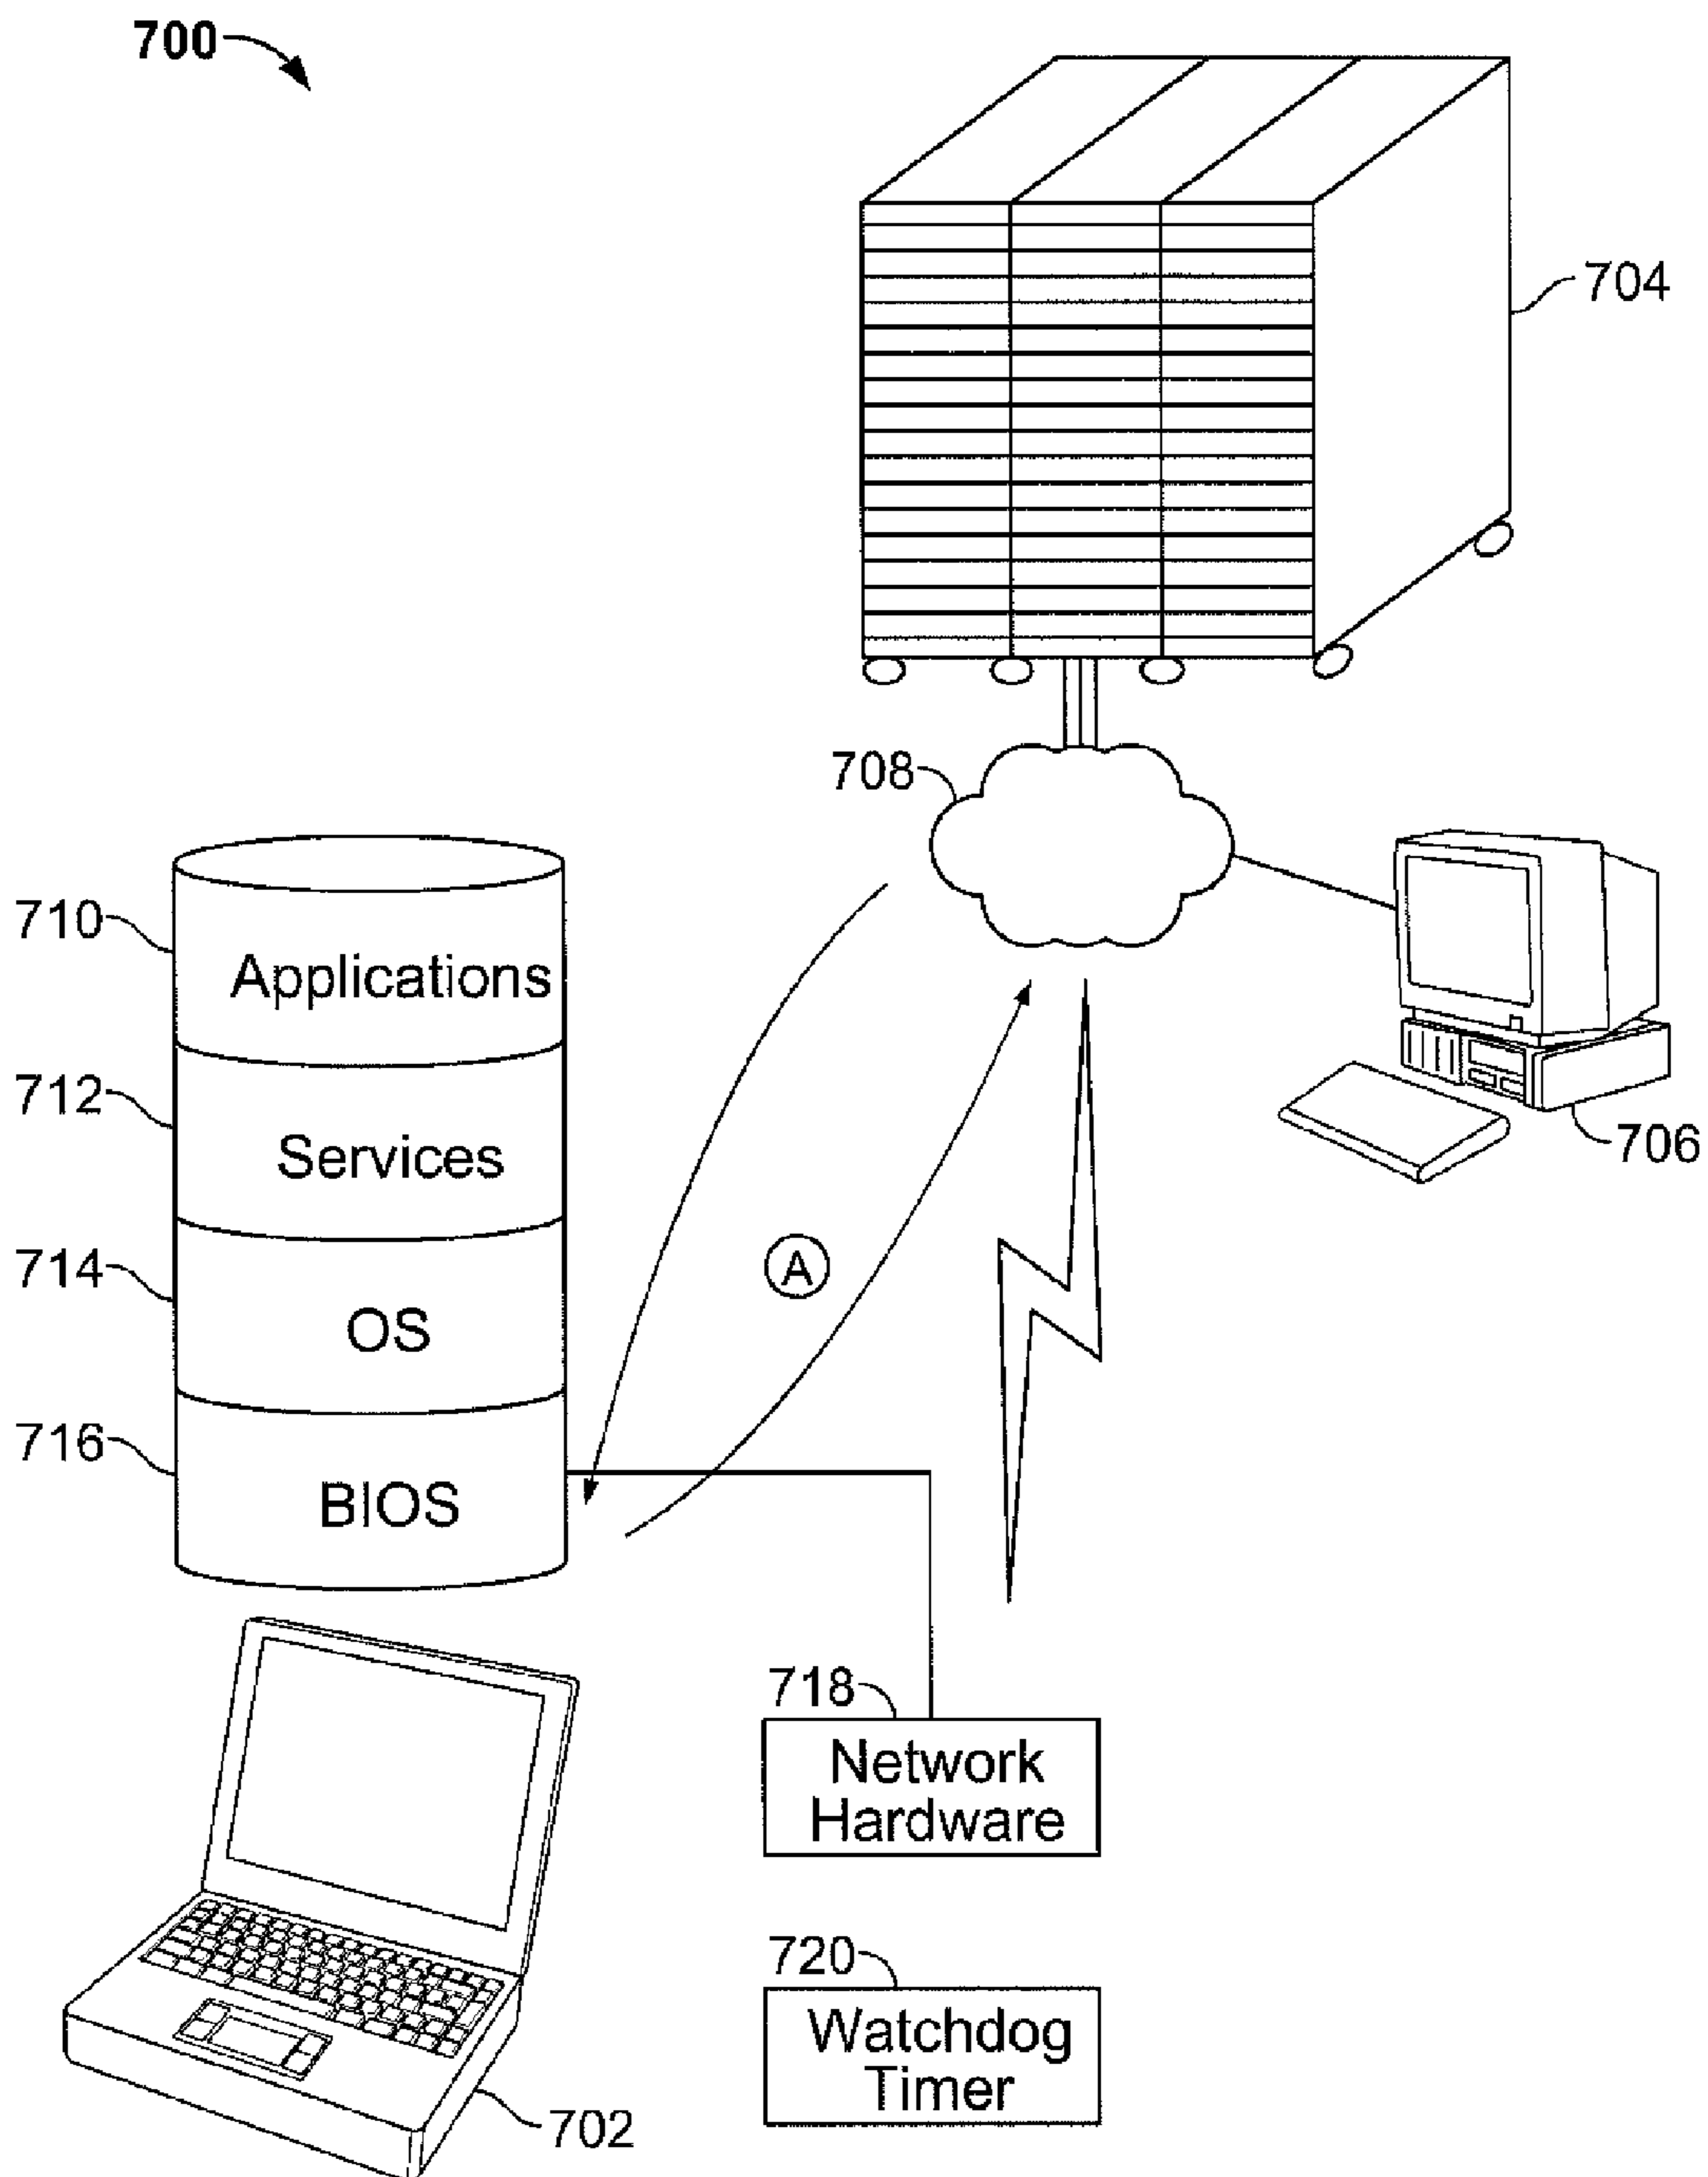 700
704
708
710
Applications
712
Services
706
714
A
OS
716
BIOS
718
Network
Hardware
720
Watchdog
Timer
702